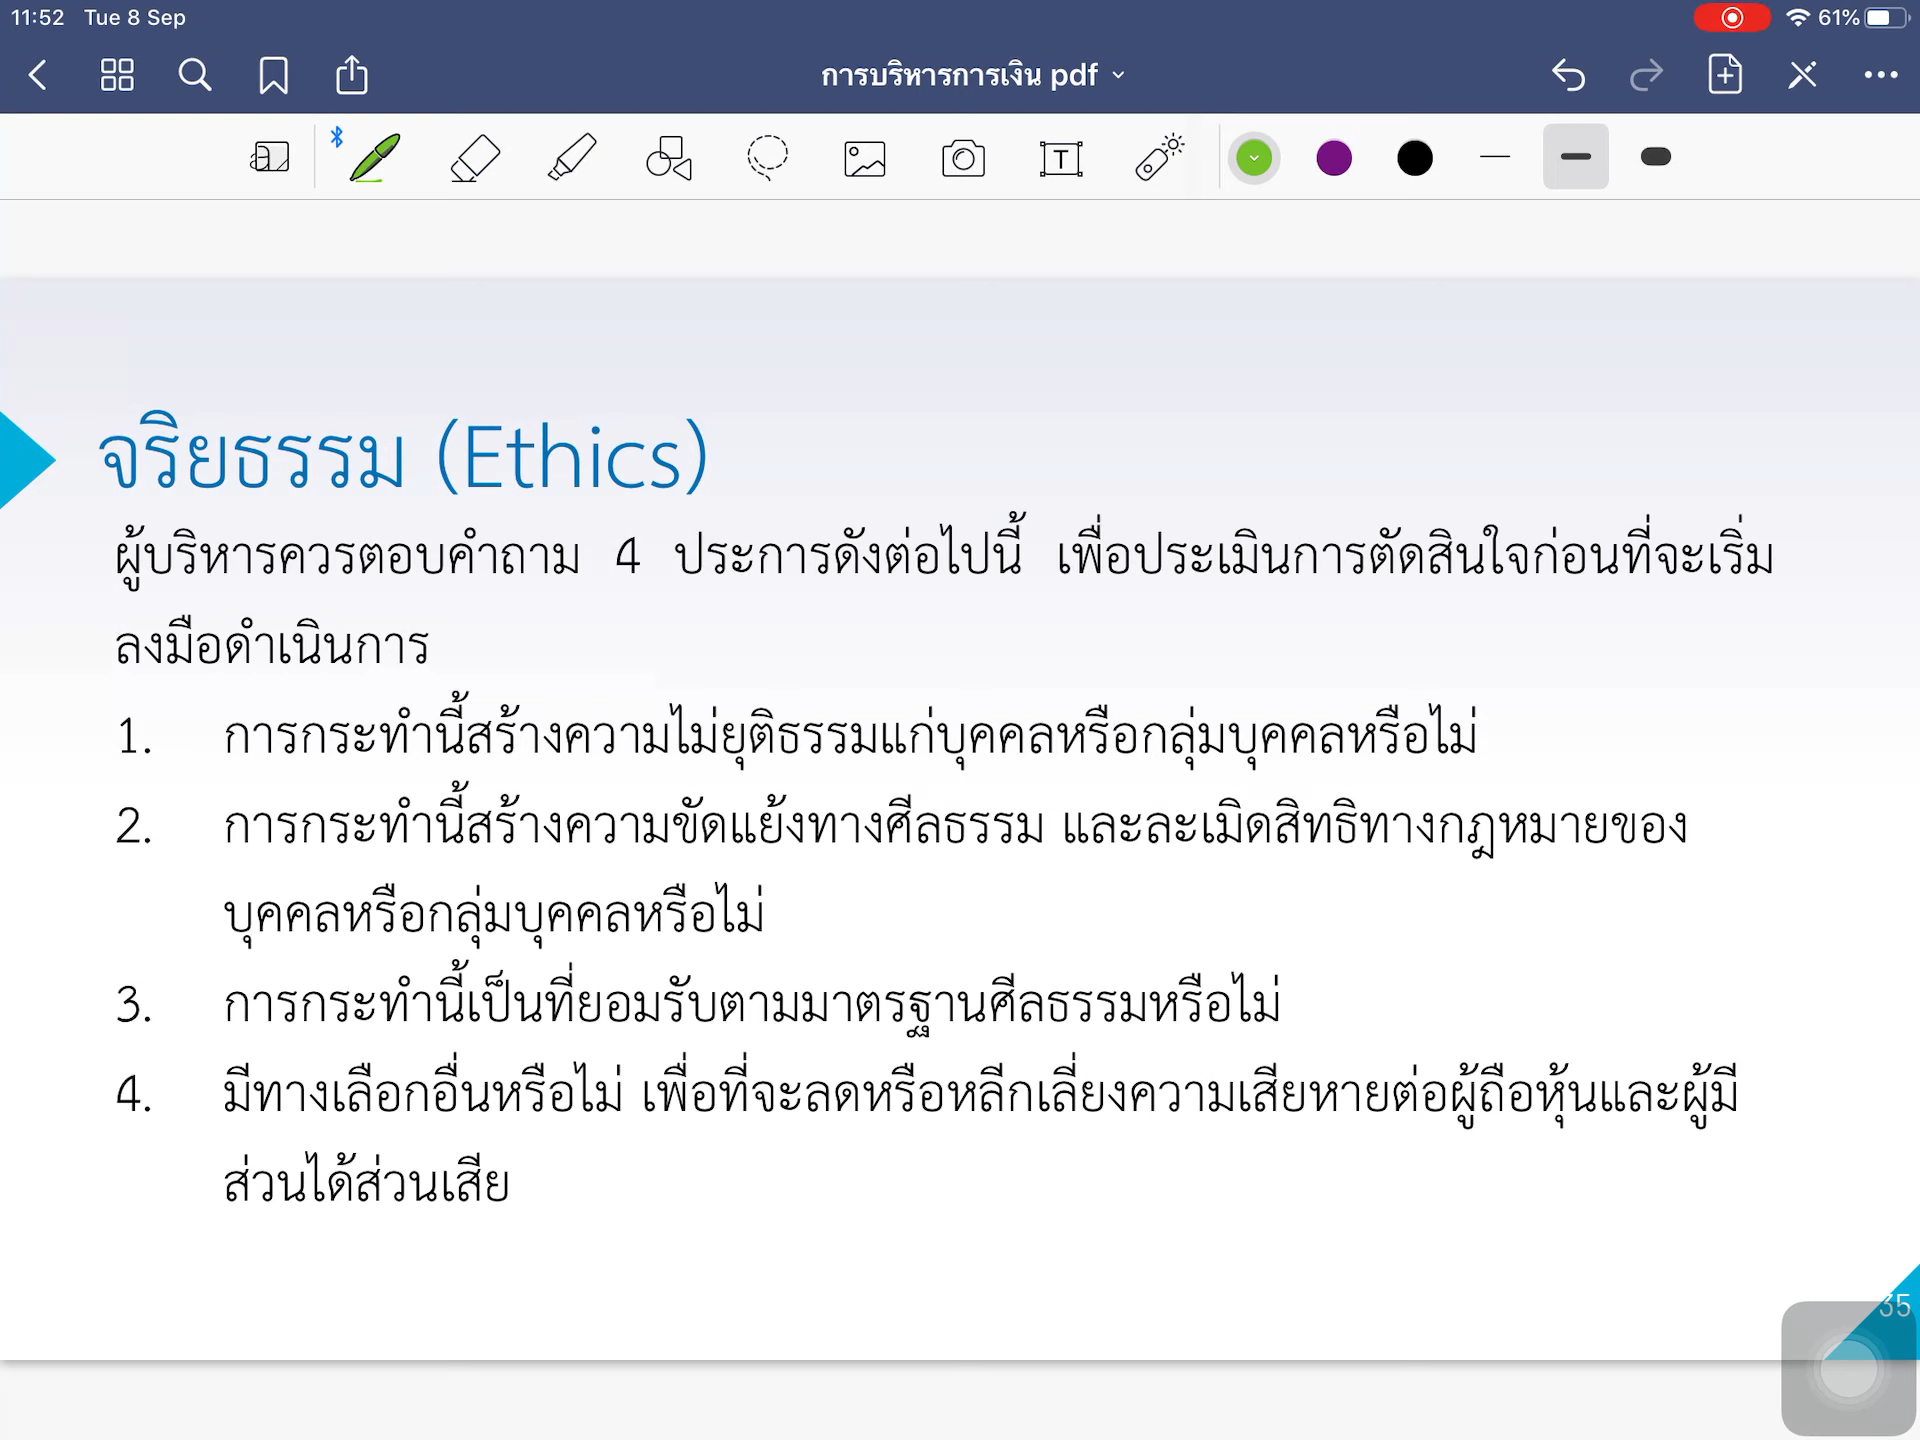 11:52 Tue 8 Sep 61%
การบริหารการเงิน pdf
a T
จริยธรรม (Ethics)
ผู้บริหารควรตอบคำถาม 4 ประการดังต่อไปนี้ เพื่อประเมินการตัดสินใจก่อนที่จะเริ่ม
ลงมือดำเนินการ
1. การกระทำนี้สร้างความไม่ยุติธรรมแก่บุคคลหรือกลุ่มบุคคลหรือไม่
2. การกระทำนี้สร้างความขัดแย้งทางศีลธรรม และละเมิดสิทธิทางกฎหมายของ
บุคคลหรือกลุ่มบุคคลหรือไม่
3. การกระทำนี้เป็นที่ยอมรับตามมาตรฐานศีลธรรมหรือไม่
4. มีทางเลือกอื่นหรือไม่ เพื่อที่จะลดหรือหลีกเลี่ยงความเสียหายต่อผู้ถือหุ้นและผู้มี
ส่วนได้ส่วนเสีย
35